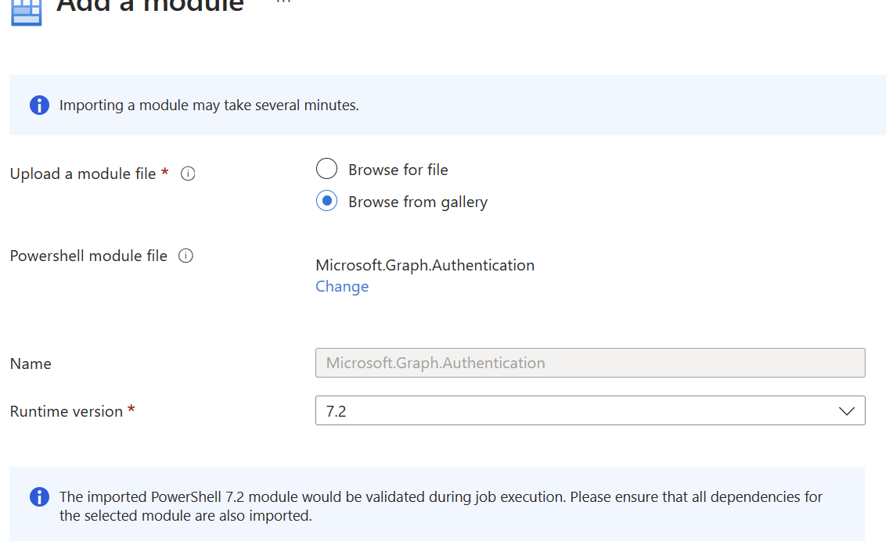 Add a module
Importing a module may take several minutes.
Upload a module file *
Browse for file
Browse from gallery
Powershell module file
Microsoft.Graph.Authentication
Change
Name
Microsoft.Graph.Authentication
Runtime version *
7.2
The imported PowerShell 7.2 module would be validated during job execution. Please ensure that all dependencies for
the selected module are also imported.